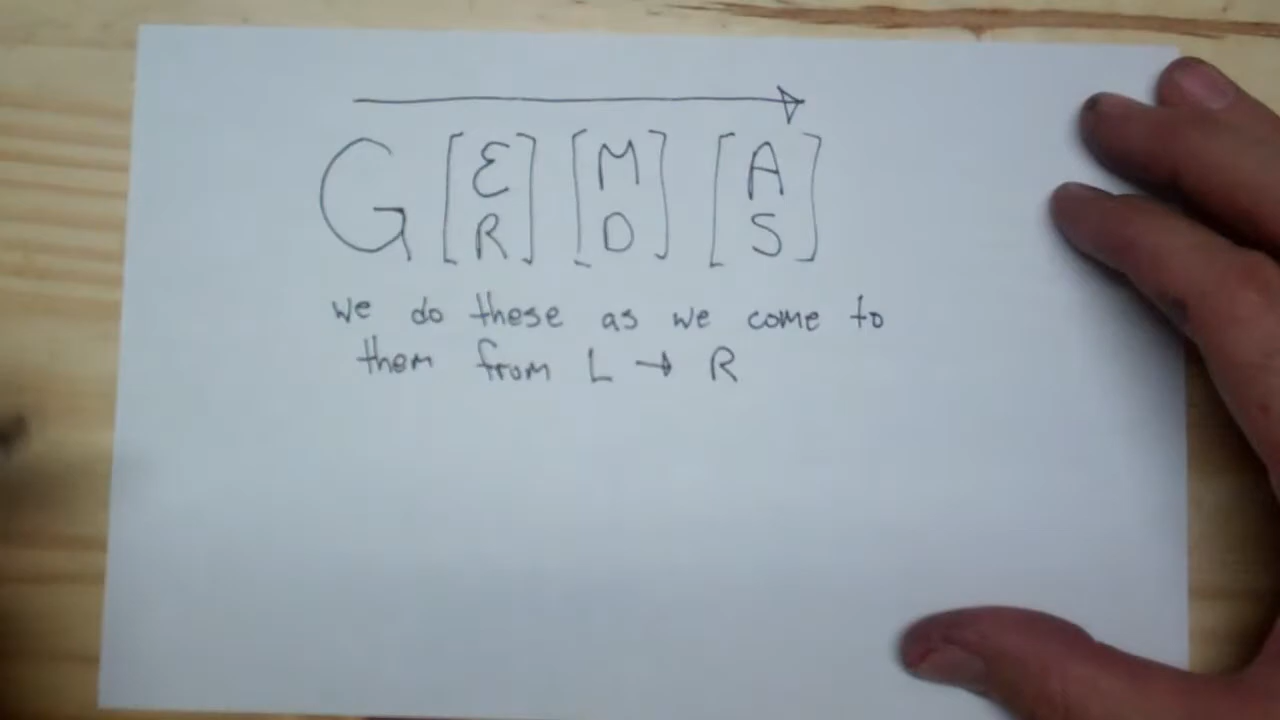 G [E R] [M D] [A S]
we do these as we come to
them from L → R